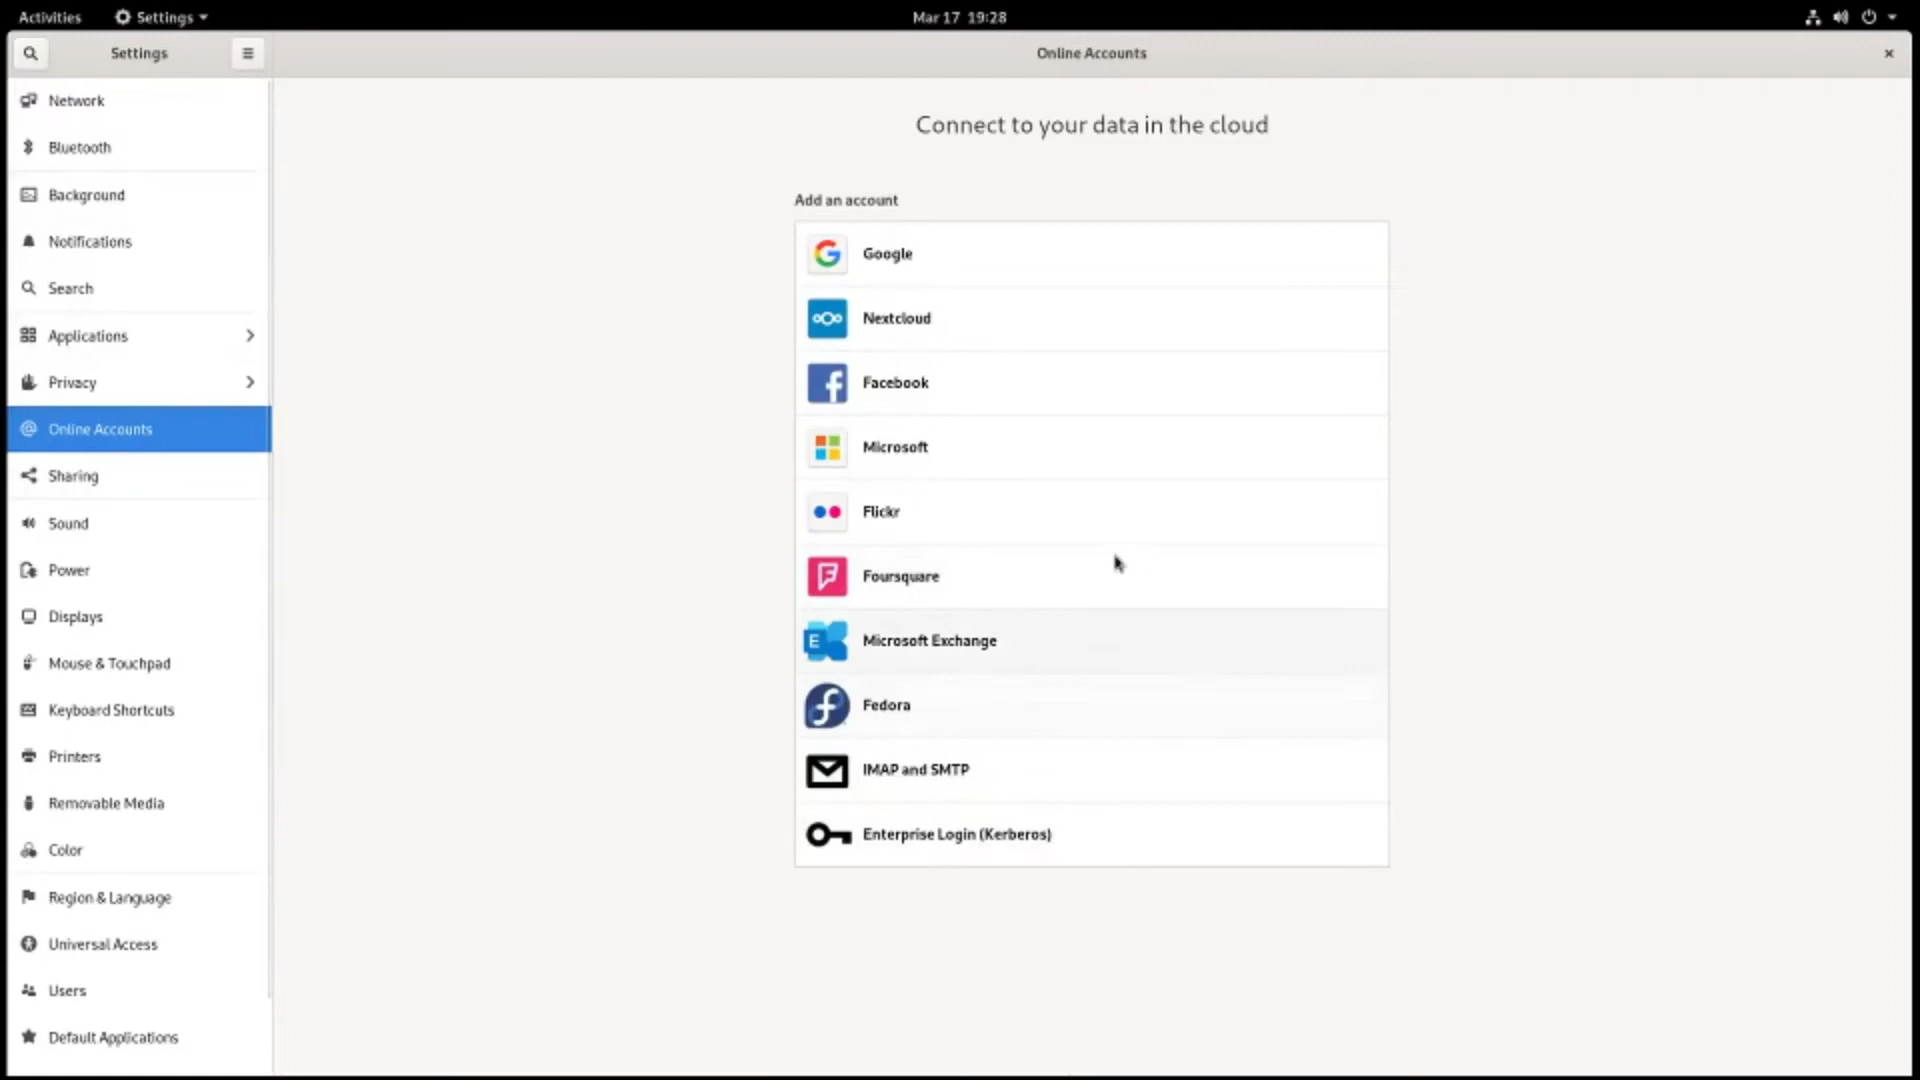 Activities
Settings
Mar 17 19:28
Settings
Online Accounts
Network
Bluetooth
Background
Notifications
Search
Applications
Privacy
Online Accounts
Sharing
Sound
Power
Displays
Mouse & Touchpad
Keyboard Shortcuts
Printers
Removable Media
Color
Region & Language
Universal Access
Users
Default Applications
Connect to your data in the cloud
Add an account
Google
Nextcloud
Facebook
Microsoft
Flickr
Foursquare
Microsoft Exchange
Fedora
IMAP and SMTP
Enterprise Login (Kerberos)